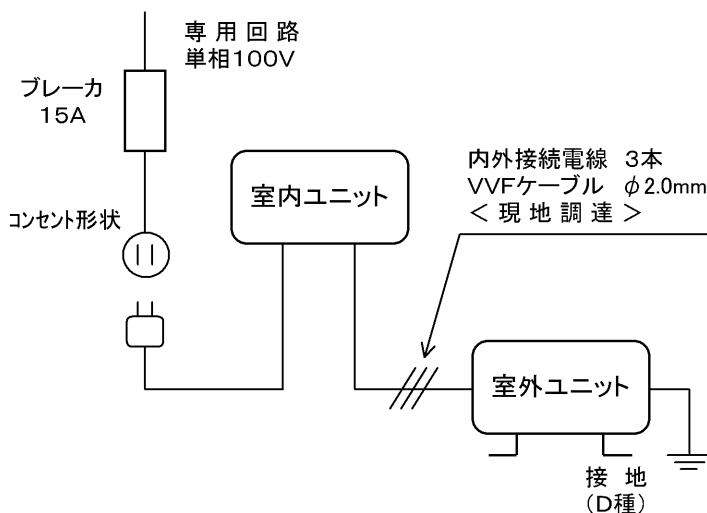 専用回路
単相100V
ブレーカ
15A
コンセント形状
室内ユニット
内外接続電線 3本
VVFケーブル φ2.0mm
<現地調達>
室外ユニット
接地
(D種)